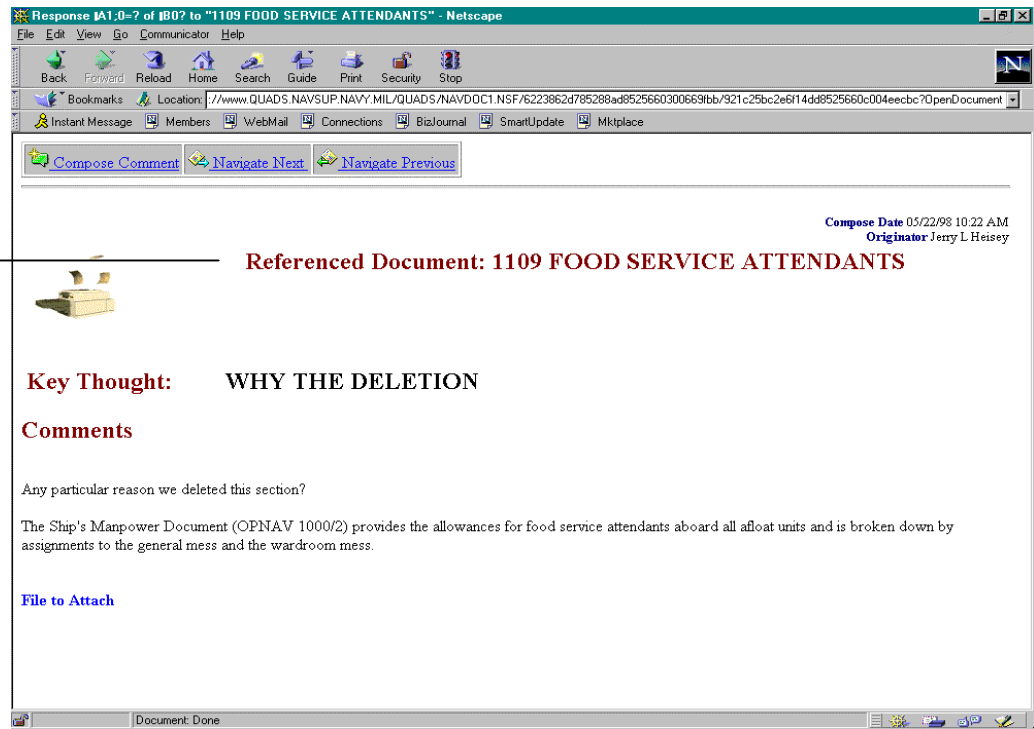 Response ‖A1;0=? of ‖B0? to "1109 FOOD SERVICE ATTENDANTS" - Netscape
File Edit View Go Communicator Help
Back Forward Reload Home Search Guide Print Security Stop
N
Bookmarks Location: ://www.QUADS.NAVSUP.NAVY.MIL/QUADS/NAVDOC1.NSF/6223862d785288ad8525660300669fbb/921c25bc2e6f14dd8525660c004eecbc?OpenDocument
Instant Message Members WebMail Connections BizJournal SmartUpdate Mktplace
Compose Comment Navigate Next Navigate Previous
Compose Date 05/22/98 10:22 AM
Originator Jerry L Heisey
Referenced Document: 1109 FOOD SERVICE ATTENDANTS
Key Thought: WHY THE DELETION
Comments
Any particular reason we deleted this section?
The Ship's Manpower Document (OPNAV 1000/2) provides the allowances for food service attendants aboard all afloat units and is broken down by
assignments to the general mess and the wardroom mess.
File to Attach
Document: Done